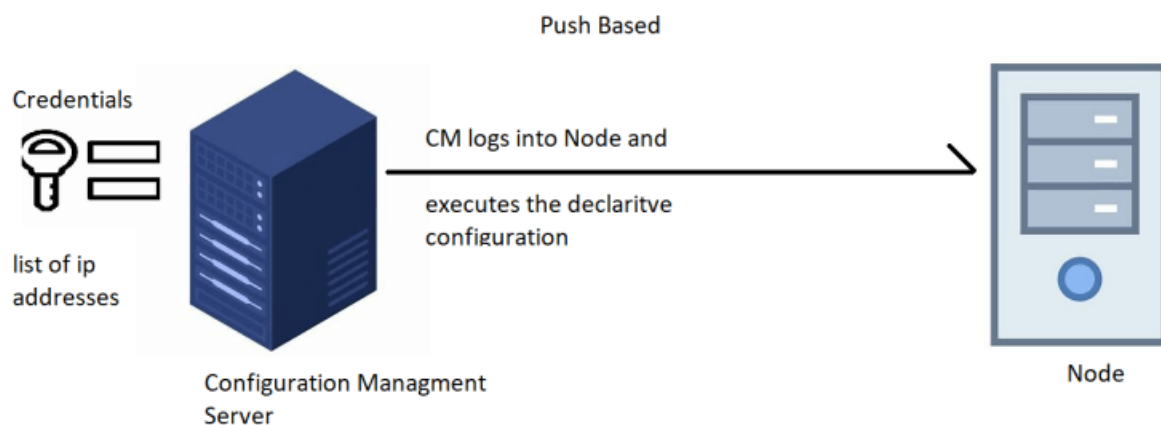 Push Based
Credentials
CM logs into Node and
executes the declaritve
configuration
list of ip
addresses
Configuration Managment
Server
Node